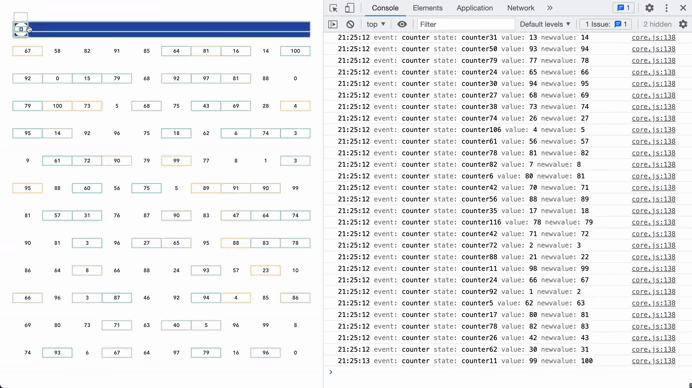 67 58 82 91 85 64 81 16 14 100
92 0 15 79 68 92 97 81 88 0
79 100 73 5 68 75 43 69 28 4
95 14 92 96 75 18 62 6 74 3
9 61 72 90 79 99 77 8 1 3
95 88 60 56 75 5 89 91 90 99
81 57 31 76 87 90 83 47 64 74
90 81 3 96 27 65 95 88 83 78
86 64 8 66 88 24 93 57 23 10
66 96 3 87 46 92 94 4 85 86
69 80 73 71 63 40 5 96 99 8
74 93 6 67 64 97 79 16 96 0
Console Elements Sources Network » 1
top Filter Default levels 1 Issue: 1 2 hidden
21:25:12 event: counter state: counter31 value: 13 newvalue: 14 core.js:138
21:25:12 event: counter state: counter50 value: 93 newvalue: 94 core.js:138
21:25:12 event: counter state: counter79 value: 77 newvalue: 78 core.js:138
21:25:12 event: counter state: counter24 value: 65 newvalue: 66 core.js:138
21:25:12 event: counter state: counter30 value: 94 newvalue: 95 core.js:138
21:25:12 event: counter state: counter27 value: 68 newvalue: 69 core.js:138
21:25:12 event: counter state: counter38 value: 73 newvalue: 74 core.js:138
21:25:12 event: counter state: counter74 value: 26 newvalue: 27 core.js:138
21:25:12 event: counter state: counter106 value: 4 newvalue: 5 core.js:138
21:25:12 event: counter state: counter61 value: 56 newvalue: 57 core.js:138
21:25:12 event: counter state: counter78 value: 81 newvalue: 82 core.js:138
21:25:12 event: counter state: counter82 value: 7 newvalue: 8 core.js:138
21:25:12 event: counter state: counter6 value: 80 newvalue: 81 core.js:138
21:25:12 event: counter state: counter42 value: 70 newvalue: 71 core.js:138
21:25:12 event: counter state: counter56 value: 88 newvalue: 89 core.js:138
21:25:12 event: counter state: counter35 value: 17 newvalue: 18 core.js:138
21:25:12 event: counter state: counter116 value: 78 newvalue: 79 core.js:138
21:25:12 event: counter state: counter42 value: 71 newvalue: 72 core.js:138
21:25:12 event: counter state: counter72 value: 2 newvalue: 3 core.js:138
21:25:12 event: counter state: counter88 value: 21 newvalue: 22 core.js:138
21:25:12 event: counter state: counter11 value: 98 newvalue: 99 core.js:138
21:25:12 event: counter state: counter24 value: 66 newvalue: 67 core.js:138
21:25:12 event: counter state: counter92 value: 1 newvalue: 2 core.js:138
21:25:12 event: counter state: counter5 value: 62 newvalue: 63 core.js:138
21:25:12 event: counter state: counter17 value: 80 newvalue: 81 core.js:138
21:25:12 event: counter state: counter78 value: 82 newvalue: 83 core.js:138
21:25:12 event: counter state: counter26 value: 42 newvalue: 43 core.js:138
21:25:12 event: counter state: counter62 value: 30 newvalue: 31 core.js:138
21:25:13 event: counter state: counter11 value: 99 newvalue: 100 core.js:138